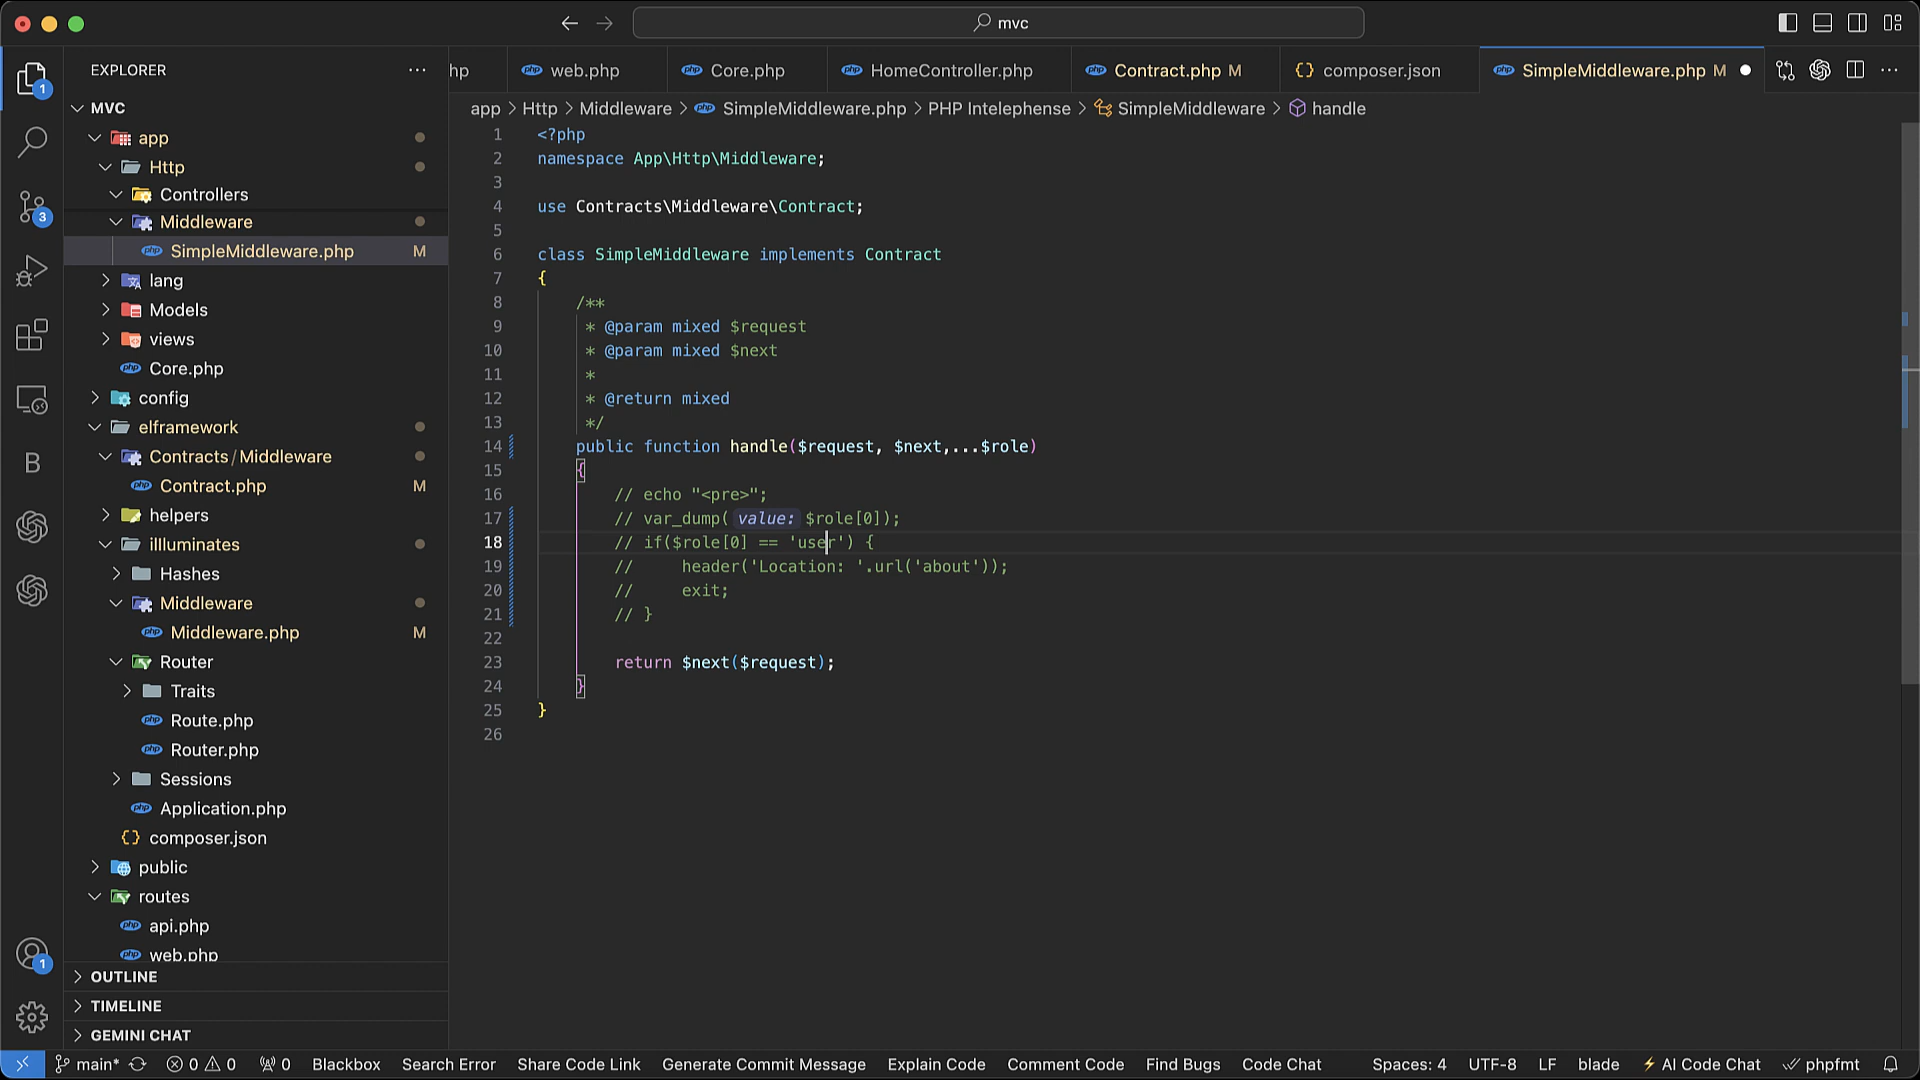 mvc
EXPLORER
MVC
app
Http
Controllers
Middleware
SimpleMiddleware.php M
lang
Models
views
Core.php
config
elframework
Contracts/Middleware
Contract.php M
helpers
illuminates
Hashes
Middleware
Middleware.php M
Router
Traits
Route.php
Router.php
Sessions
Application.php
composer.json
public
routes
api.php
web.php
OUTLINE
TIMELINE
GEMINI CHAT
1
3
B
1
hp
php web.php
php Core.php
php HomeController.php
php Contract.php M
{} composer.json
php SimpleMiddleware.php M
app > Http > Middleware > php SimpleMiddleware.php > PHP Intelephense > SimpleMiddleware > handle
1 <?php
2 namespace App\Http\Middleware;
3
4 use Contracts\Middleware\Contract;
5
6 class SimpleMiddleware implements Contract
7 {
8 /**
9 * @param mixed $request
10 * @param mixed $next
11 *
12 * @return mixed
13 */
14 public function handle($request, $next,...$role)
15 {
16 // echo "<pre>";
17 // var_dump(value: $role[0]);
18 // if($role[0] == 'user') {
19 // header('Location: '.url('about'));
20 // exit;
21 // }
22
23 return $next($request);
24 }
25 }
26
main* 0 0 0 Blackbox Search Error Share Code Link Generate Commit Message Explain Code Comment Code Find Bugs Code Chat Spaces: 4 UTF-8 LF blade AI Code Chat phpfmt